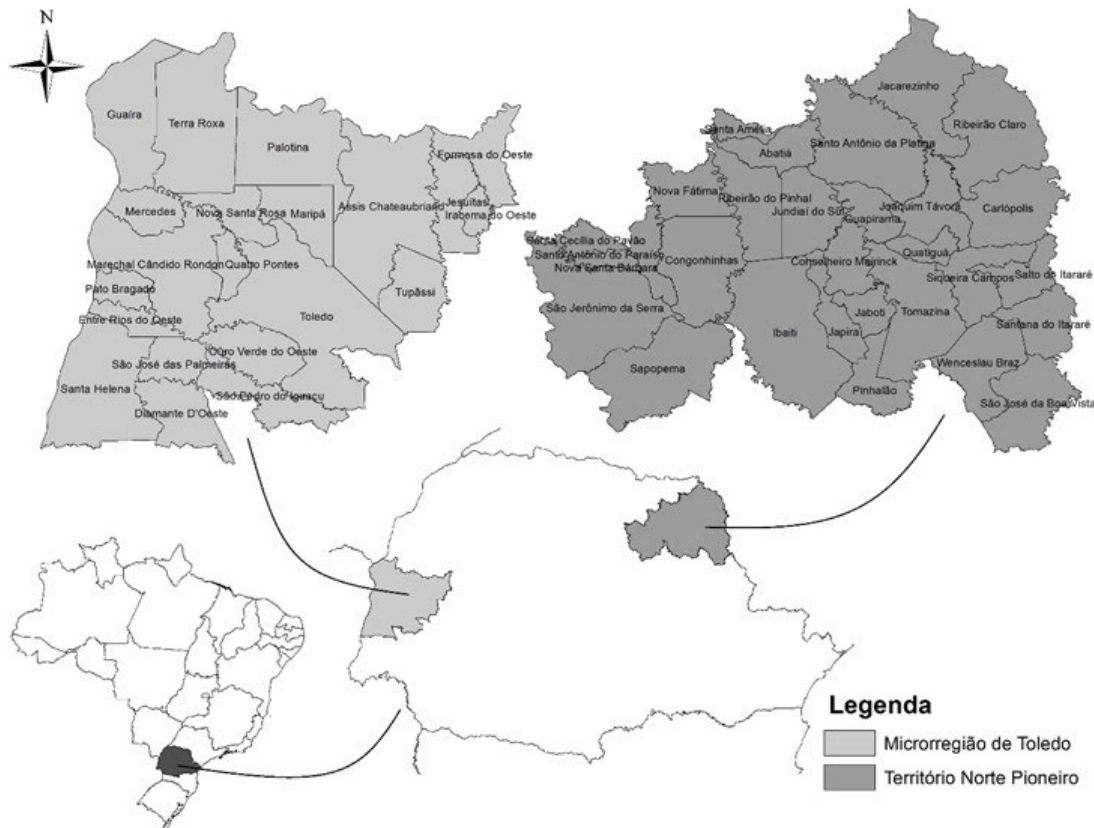 N
Guaíra
Terra Roxa
Palotina
Formosa do Oeste
Assis Chateaubriand
Jesuítas
Iracema do Oeste
Mercedes
Nova Santa Rosa
Maripá
Marechal Cândido Rondon
Quatro Pontes
Pato Bragado
Tupãssi
Entre Rios do Oeste
Toledo
Ouro Verde do Oeste
São José das Palmeiras
Santa Helena
São Pedro do Iguaçu
Diamante D'Oeste
Jacarezinho
Ribeirão Claro
Santa Amélia
Santo Antônio da Platina
Abatiá
Nova Fátima
Ribeirão do Pinhal
Jundiaí do Sul
Joaquim Távora
Carlópolis
Guapirama
Santa Cecília do Pavão
Santo Antônio do Paraíso
Nova Santa Bárbara
Congonhinhas
Conselheiro Mairinck
Quatiguá
Siqueira Campos
Salto do Itararé
São Jerônimo da Serra
Jaboti
Tomazina
Santana do Itararé
Ibaiti
Japira
Sapopema
Wenceslau Braz
Pinhalão
São José da Boa Vista
Legenda
Microrregião de Toledo
Território Norte Pioneiro